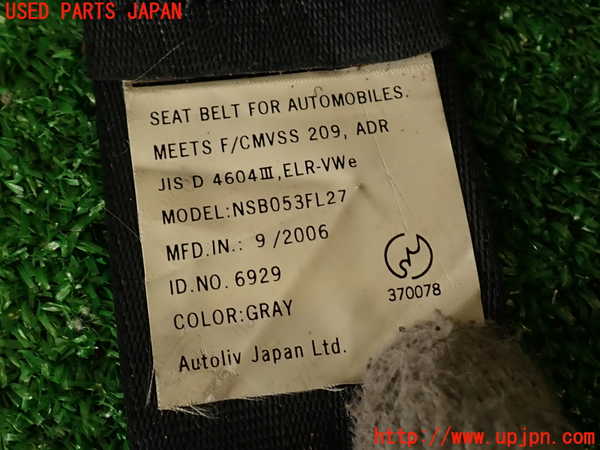 USED PARTS JAPAN
SEAT BELT FOR AUTOMOBILES.
MEETS F/CMVSS 209, ADR
JIS D 4604Ⅲ,ELR-VWe
MODEL:NSB053FL27
MFD.IN.: 9/2006
ID.NO. 6929
370078
COLOR:GRAY
Autoliv Japan Ltd.
http://www.upjpn.com/